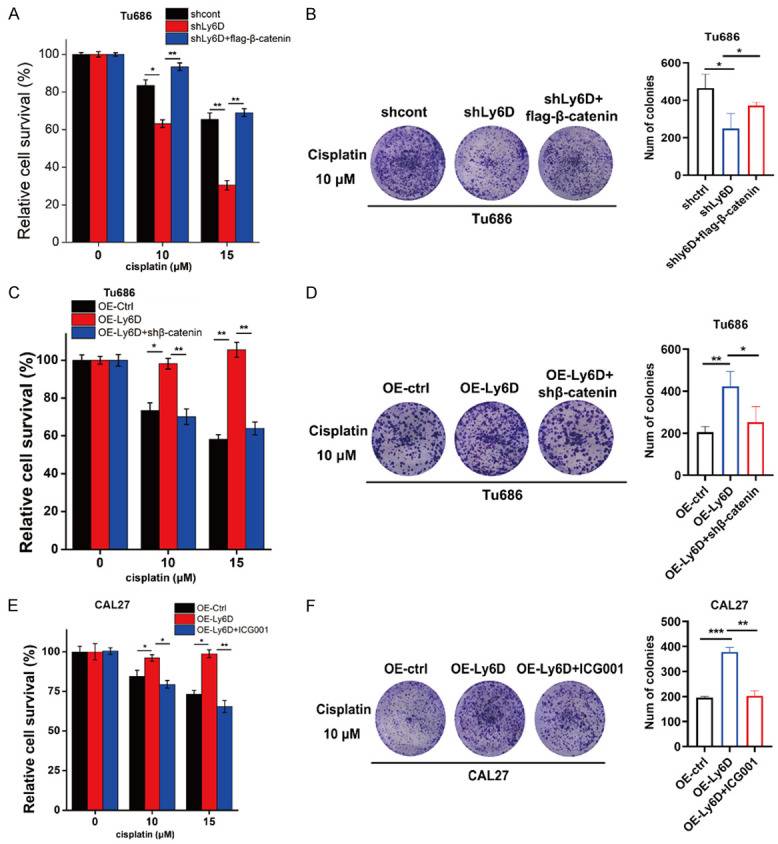 A
Tu686
shcont
shLy6D
shLy6D+flag-β-catenin
Relative cell survival (%)
100
80
60
40
20
0
* **
** **
0 10 15
cisplatin (μM)
B
shcont shLy6D shLy6D+
flag-β-catenin
Cisplatin
10 μM
Tu686
Tu686
Num of colonies
600
400
200
0
* *
shctrl
shLy6D
shly6D+flag-β-catenin
C
Tu686
OE-Ctrl
OE-Ly6D
OE-Ly6D+shβ-catenin
Relative cell survival (%)
100
80
60
40
20
0
* **
** **
0 10 15
cisplatin (μM)
D
OE-ctrl OE-Ly6D OE-Ly6D+
shβ-catenin
Cisplatin
10 μM
Tu686
Tu686
Num of colonies
600
400
200
0
** *
OE-ctrl
OE-Ly6D
OE-Ly6D+shβ-catenin
E
CAL27
OE-Ctrl
OE-Ly6D
OE-Ly6D+ICG001
Relative cell survival (%)
100
75
50
25
0
* *
* **
0 10 15
cisplatin (μM)
F
OE-ctrl OE-Ly6D OE-Ly6D+ICG001
Cisplatin
10 μM
CAL27
CAL27
Num of colonies
500
400
300
200
100
0
*** **
OE-ctrl
OE-Ly6D
OE-Ly6D+ICG001